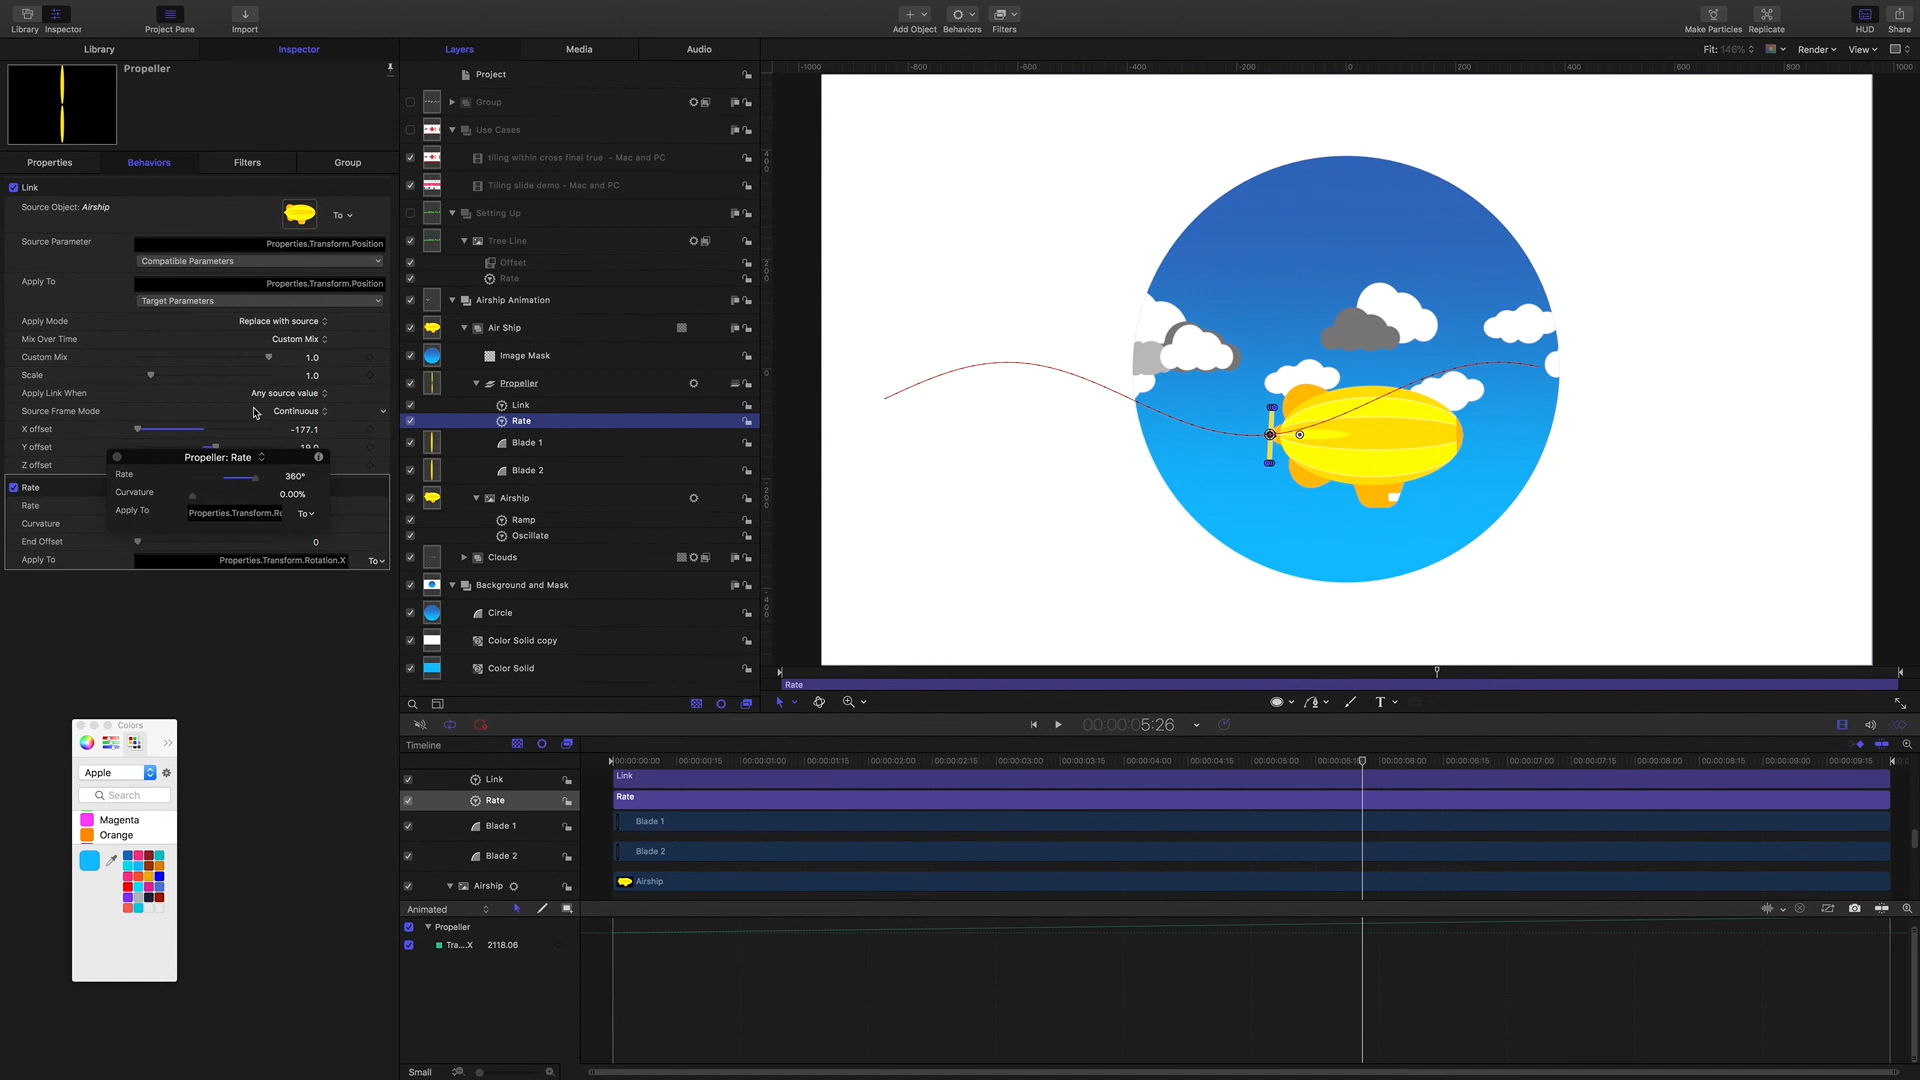 Library
Inspector
Project Pane
Import
Add Object
Behaviors
Filters
Make Particles
Replicate
HUD
Share
Library
Inspector
Layers
Media
Audio
Fit: 146%
Render
View
Propeller
Project
Group
Use Cases
tiling within cross final true - Mac and PC
Tiling slide demo - Mac and PC
Setting Up
Tree Line
Offset
Rate
Airship Animation
Air Ship
Image Mask
Propeller
Link
Rate
Blade 1
Blade 2
Airship
Ramp
Oscillate
Clouds
Background and Mask
Circle
Color Solid copy
Color Solid
Properties
Behaviors
Filters
Group
Link
Source Object: Airship
To
Source Parameter
Properties.Transform.Position
Compatible Parameters
Apply To
Properties.Transform.Position
Target Parameters
Apply Mode
Replace with source
Mix Over Time
Custom Mix
Custom Mix
1.0
Scale
1.0
Apply Link When
Any source value
Source Frame Mode
Continuous
X offset
-177.1
Y offset
19.0
Z offset
Propeller: Rate
Rate
360°
Curvature
0.00%
Apply To
Properties.Transform.Ro
To
Rate
Rate
Curvature
End Offset
0
Apply To
Properties.Transform.Rotation.X
To
-1000
-800
-600
-400
-200
0
200
400
600
800
1000
400
200
0
-200
-400
Rate
T
00:00:00:05:26
Timeline
00:00:00:00
00:00:00:15
00:00:01:00
00:00:01:15
00:00:02:00
00:00:02:15
00:00:03:00
00:00:03:15
00:00:04:00
00:00:04:15
00:00:05:00
00:00:05:15
00:00:06:00
00:00:06:15
00:00:07:00
00:00:07:15
00:00:08:00
00:00:08:15
00:00:09:00
00:00:09:15
Link
Link
Rate
Rate
Blade 1
Blade 1
Blade 2
Blade 2
Airship
Airship
Animated
Propeller
Tra....X
2118.06
Small
Colors
Apple
Search
Magenta
Orange